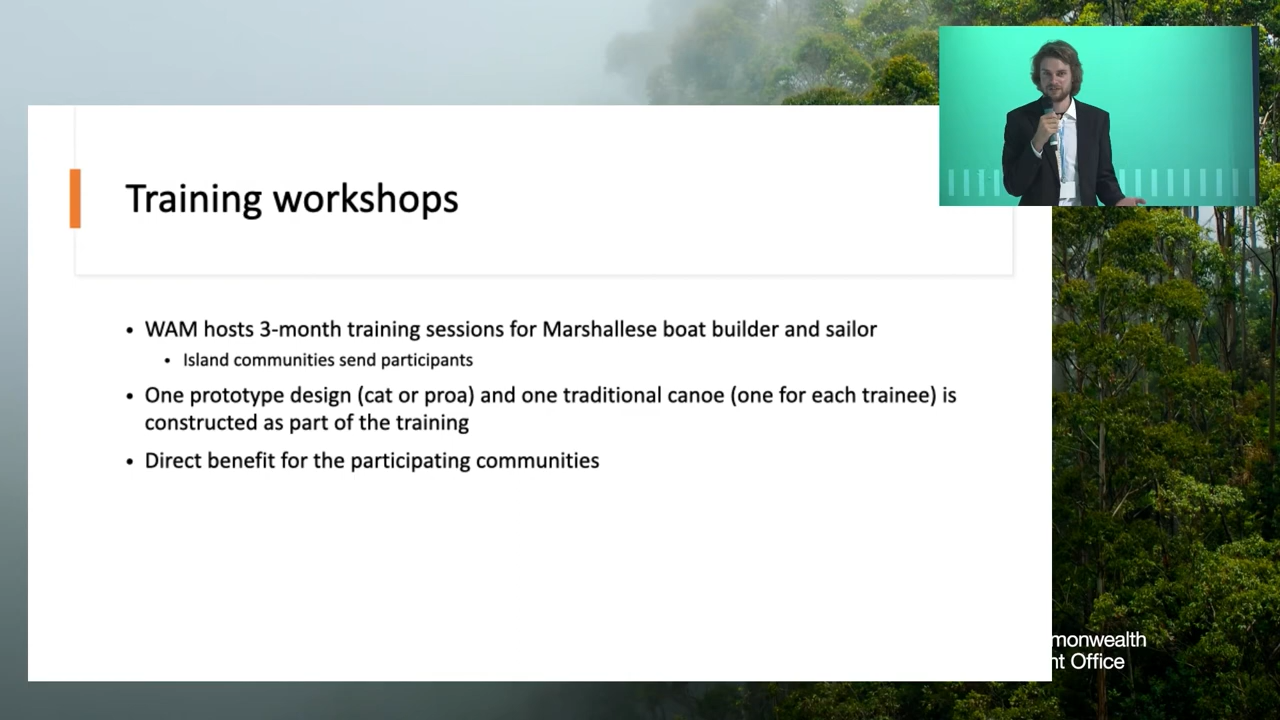 Training workshops
• WAM hosts 3-month training sessions for Marshallese boat builder and sailor
• Island communities send participants
• One prototype design (cat or proa) and one traditional canoe (one for each trainee) is
constructed as part of the training
• Direct benefit for the participating communities
monwealth
nt Office